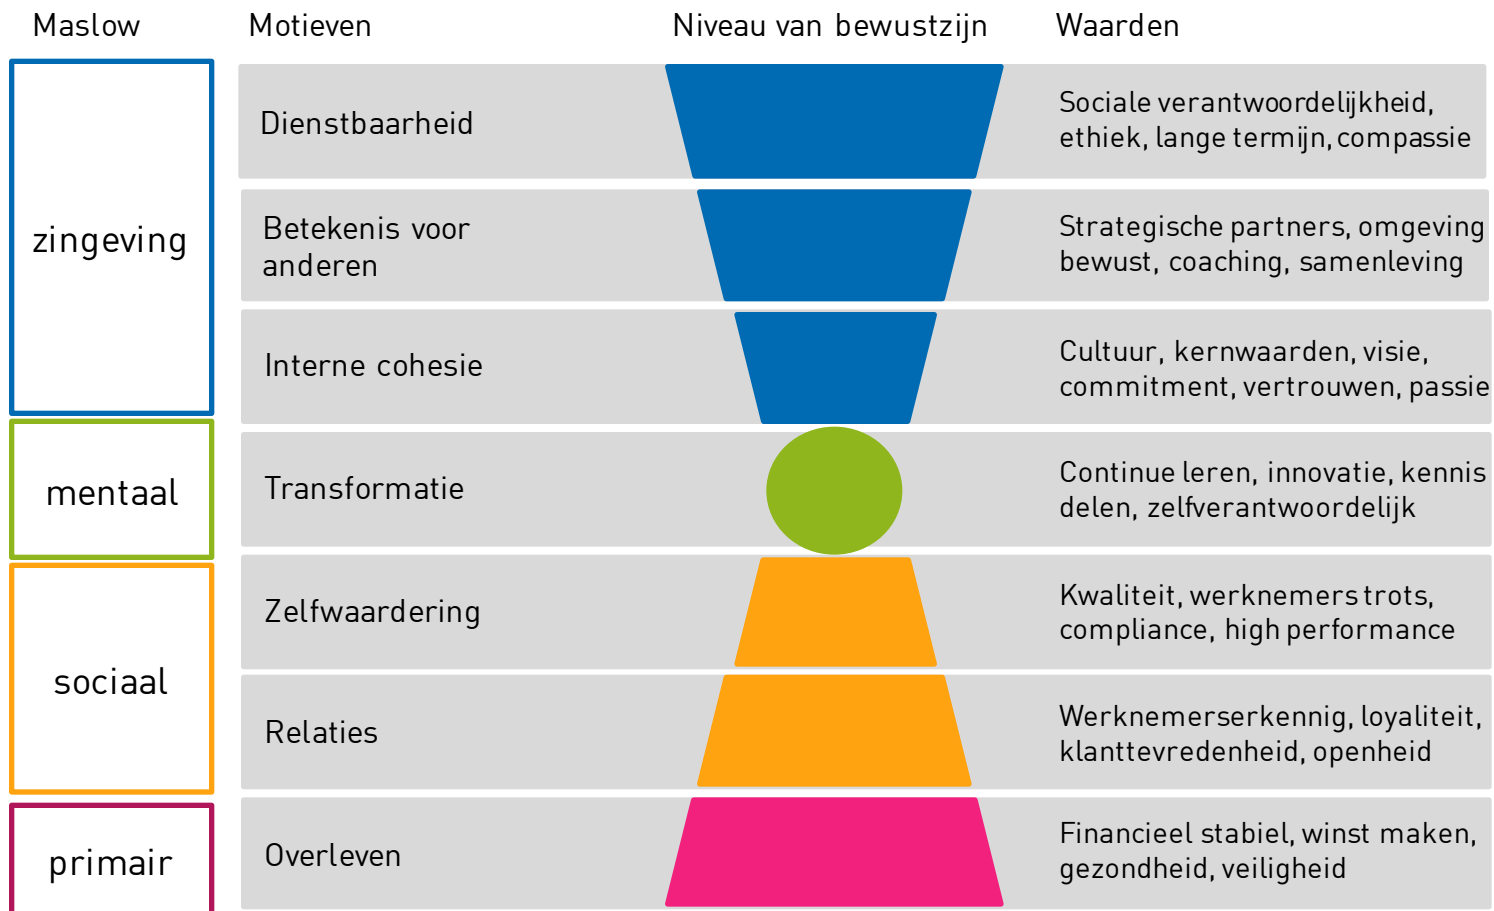 Maslow
Motieven
Niveau van bewustzijn
Waarden
zingeving
Dienstbaarheid
Sociale verantwoordelijkheid,
ethiek, lange termijn, compassie
Betekenis voor
anderen
Strategische partners, omgeving
bewust, coaching, samenleving
Interne cohesie
Cultuur, kernwaarden, visie,
commitment, vertrouwen, passie
mentaal
Transformatie
Continue leren, innovatie, kennis
delen, zelfverantwoordelijk
sociaal
Zelfwaardering
Kwaliteit, werknemers trots,
compliance, high performance
Relaties
Werknemerserkennig, loyaliteit,
klanttevredenheid, openheid
primair
Overleven
Financieel stabiel, winst maken,
gezondheid, veiligheid